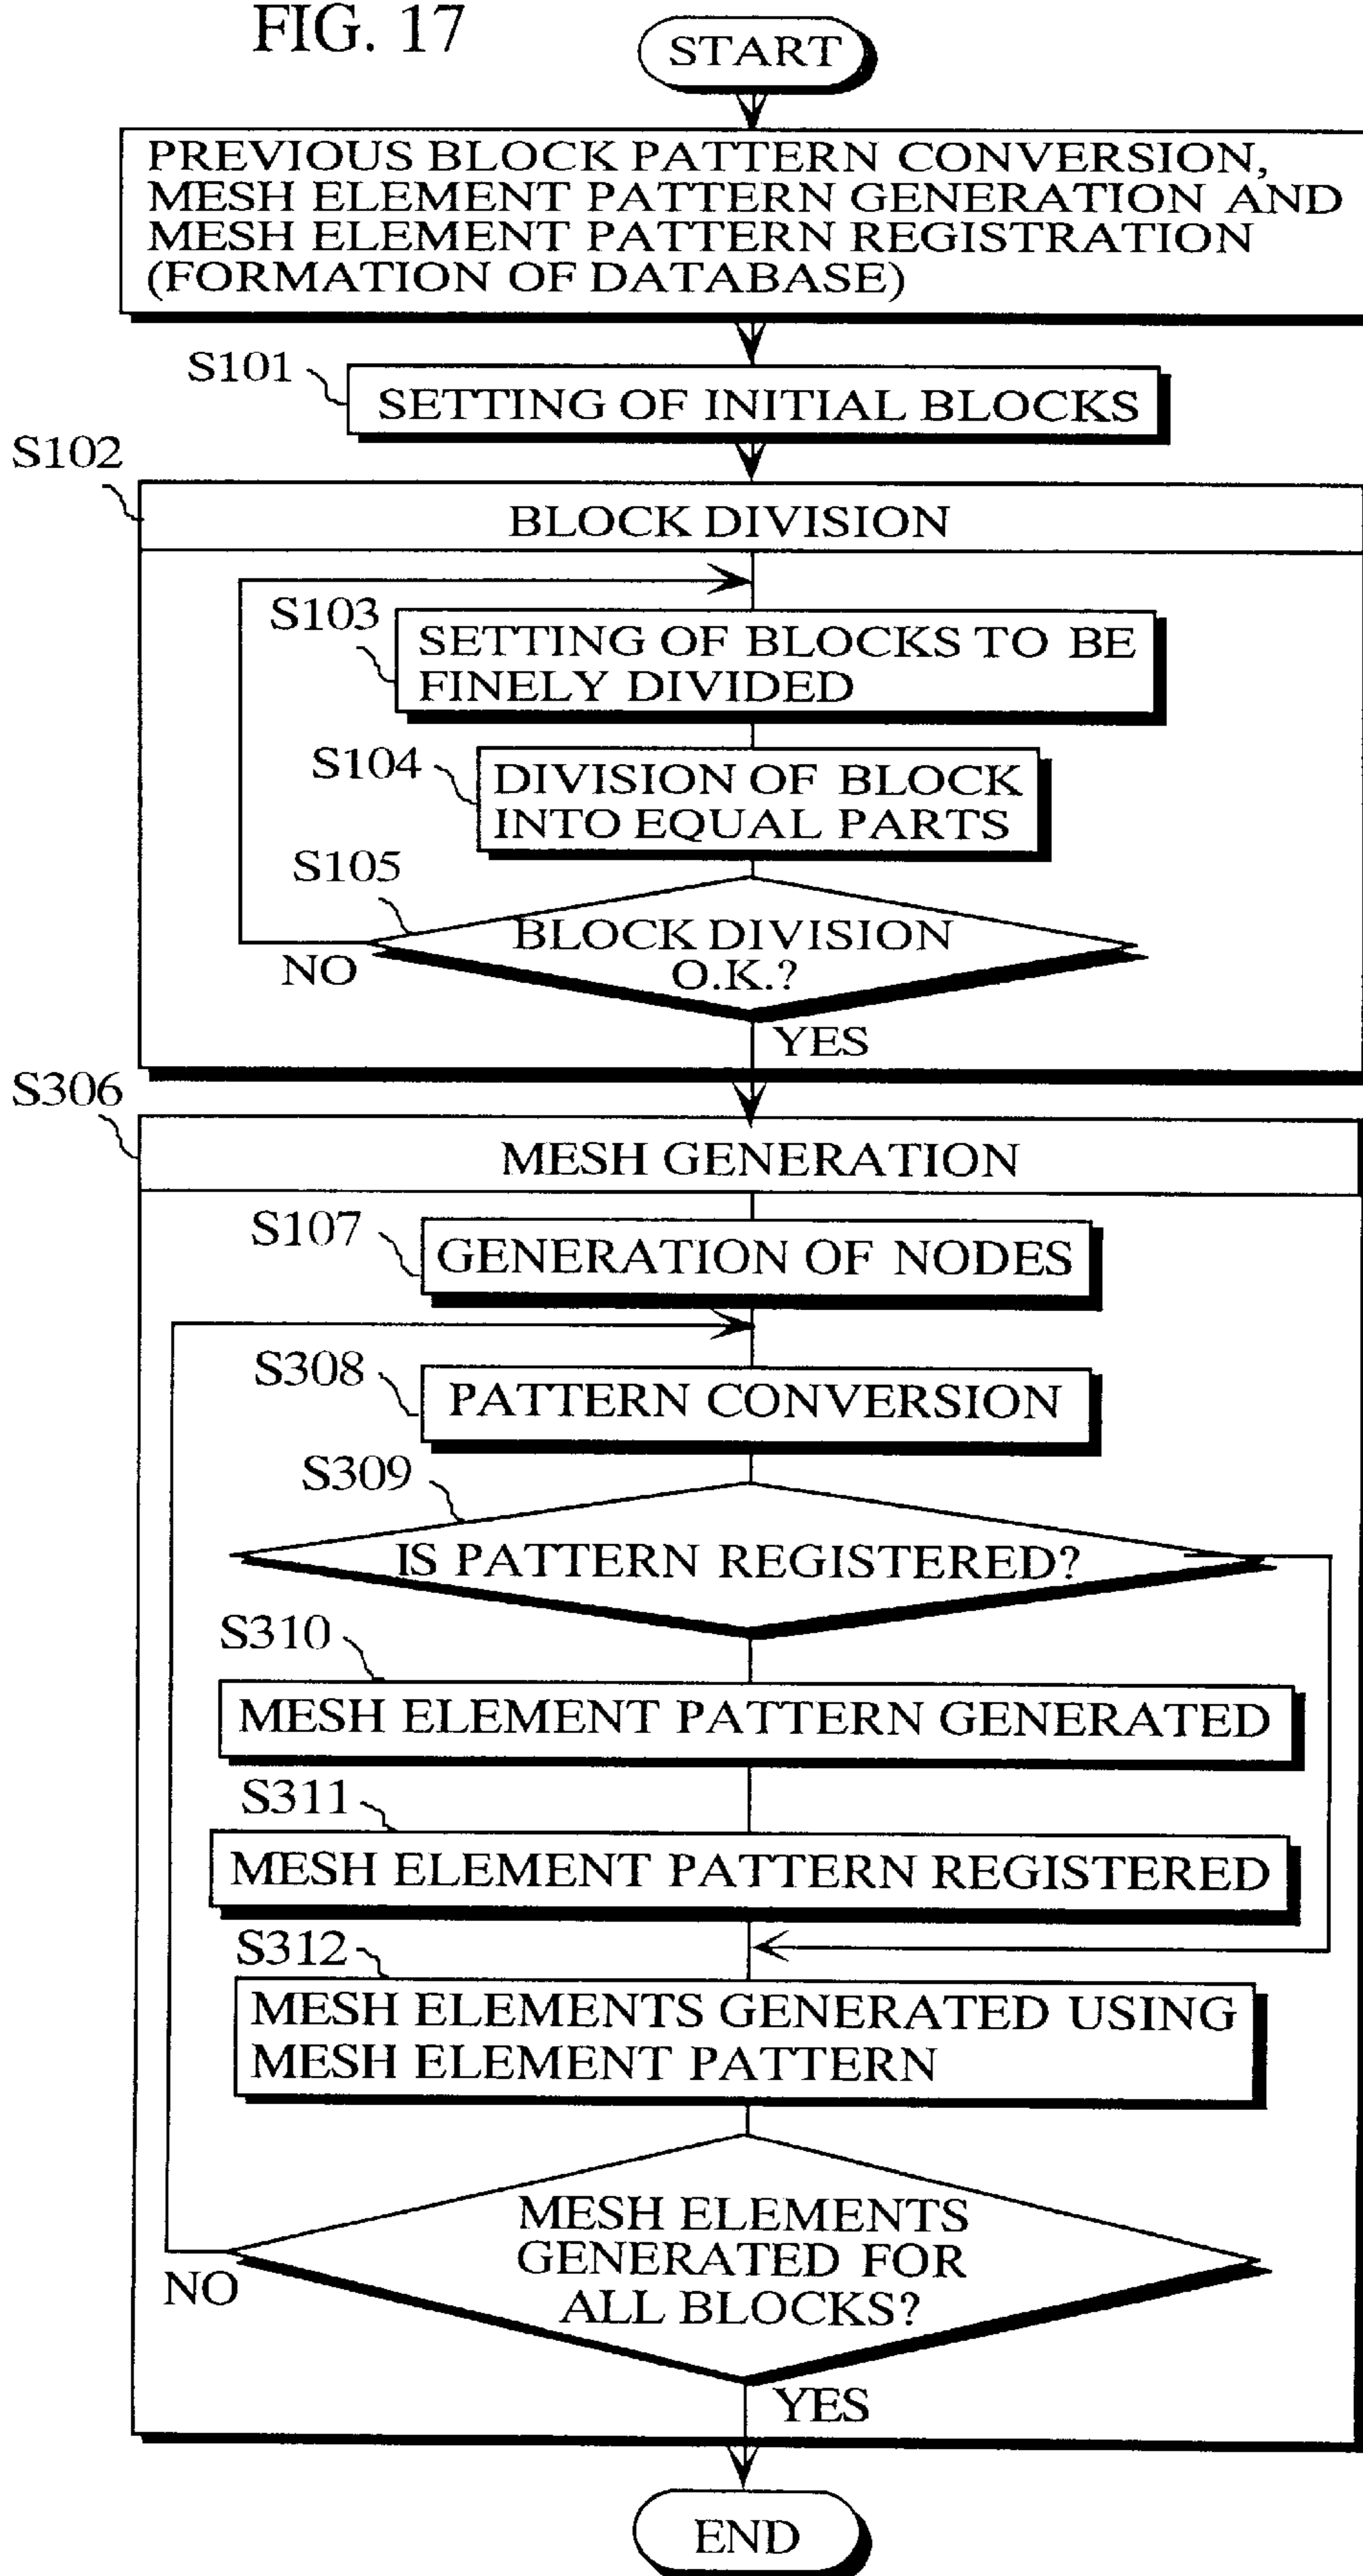 FIG. 17
START
PREVIOUS BLOCK PATTERN CONVERSION,
MESH ELEMENT PATTERN GENERATION AND
MESH ELEMENT PATTERN REGISTRATION
(FORMATION OF DATABASE)
S101
SETTING OF INITIAL BLOCKS
S102
BLOCK DIVISION
S103
SETTING OF BLOCKS TO BE
FINELY DIVIDED
S104
DIVISION OF BLOCK
INTO EQUAL PARTS
S105
BLOCK DIVISION
O.K.?
NO
YES
S306
MESH GENERATION
S107
GENERATION OF NODES
S308
PATTERN CONVERSION
S309
IS PATTERN REGISTERED?
S310
MESH ELEMENT PATTERN GENERATED
S311
MESH ELEMENT PATTERN REGISTERED
S312
MESH ELEMENTS GENERATED USING
MESH ELEMENT PATTERN
MESH ELEMENTS
GENERATED FOR
ALL BLOCKS?
NO
YES
END